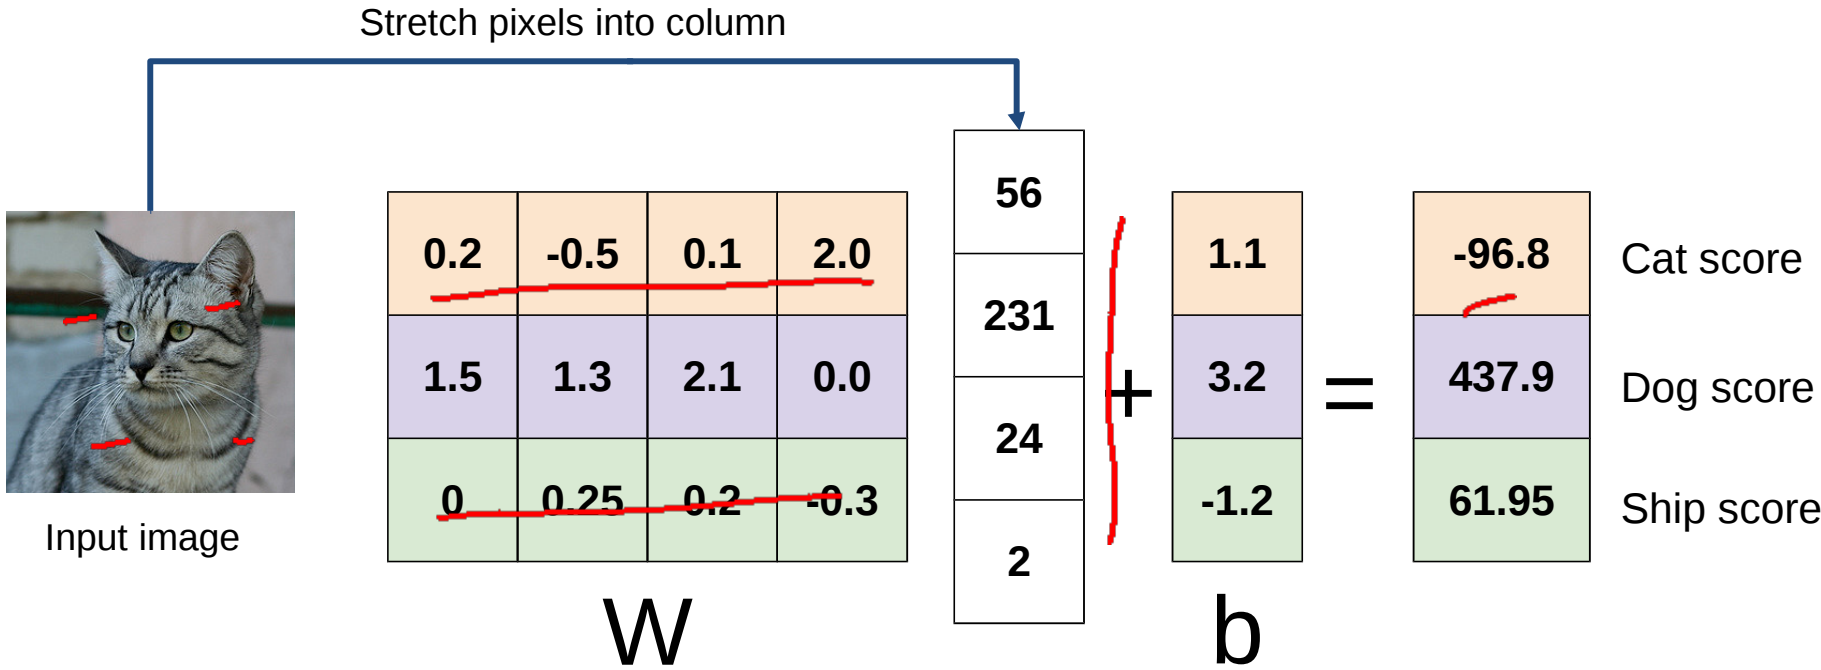 Stretch pixels into column
56
231
24
2
0.2 -0.5 0.1 2.0
1.5 1.3 2.1 0.0
0 0.25 0.2 -0.3
+
1.1
3.2
-1.2
=
-96.8 Cat score
437.9 Dog score
61.95 Ship score
Input image
W
b